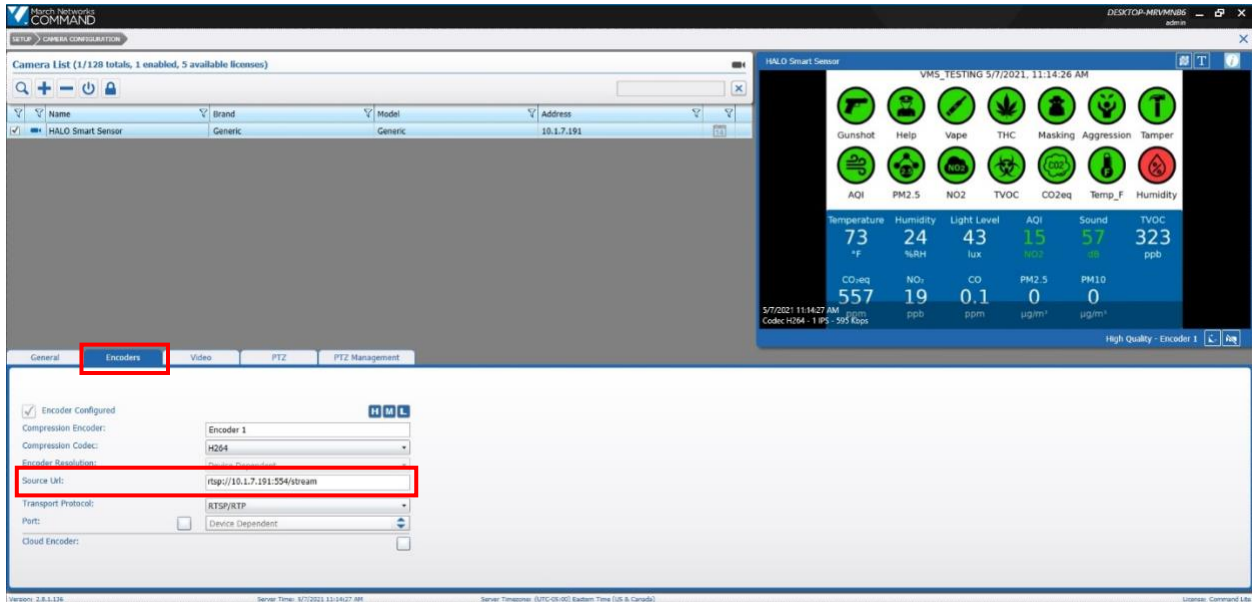 March Networks
COMMAND
DESKTOP-MRVMN86
admin
SETUP
CAMERA CONFIGURATION
Camera List (1/128 totals, 1 enabled, 5 available licenses)
Name Brand Model Address
HALO Smart Sensor Generic Generic 10.1.7.191
HALO Smart Sensor
T
VMS_TESTING 5/7/2021, 11:14:26 AM
Gunshot Help Vape THC Masking Aggression Tamper
NO2 CO2
AQI PM2.5 NO2 TVOC CO2eq Temp_F Humidity
Temperature Humidity Light Level AQI Sound TVOC
73 24 43 15 57 323
°F %RH lux NO2 dB ppb
CO₂eq NO₂ CO PM2.5 PM10
557 19 0.1 0 0
ppm ppb ppm µg/m³ µg/m³
5/7/2021 11:14:27 AM
Codec H264 - 1 IPS - 595 Kbps
High Quality - Encoder 1
General Encoders Video PTZ PTZ Management
Encoder Configured H M L
Compression Encoder: Encoder 1
Compression Codec: H264
Encoder Resolution: Device Dependent
Source Url: rtsp://10.1.7.191:554/stream
Transport Protocol: RTSP/RTP
Port: Device Dependent
Cloud Encoder:
Version: 2.8.1.136
Server Time: 5/7/2021 11:14:27 AM
Server Timezone: (UTC-05:00) Eastern Time (US & Canada)
License: Command Lite